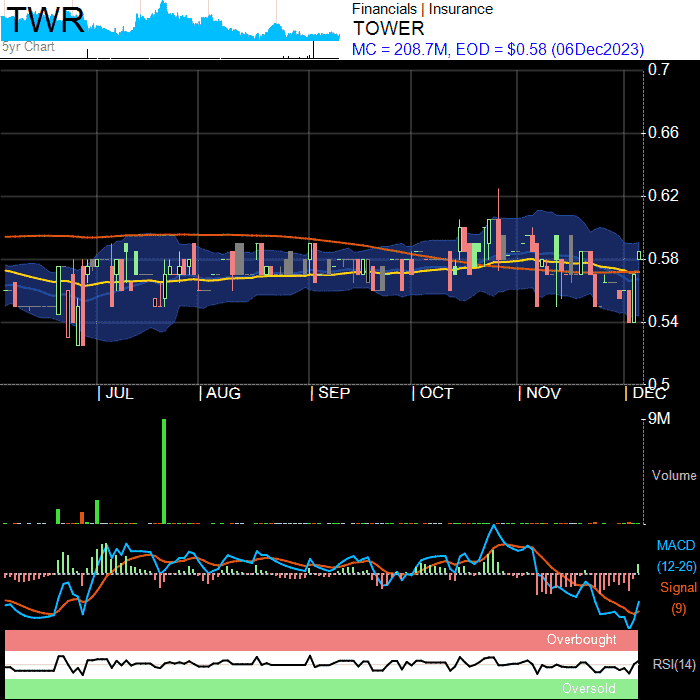 TWR
5yr Chart
Financials | Insurance
TOWER
MC = 208.7M, EOD = $0.58 (06Dec2023)
0.7
0.66
0.62
0.58
0.54
0.5
| JUL | AUG | SEP | OCT | NOV | DEC
9M
Volume
MACD
(12-26)
Signal
(9)
Overbought
RSI(14)
Oversold